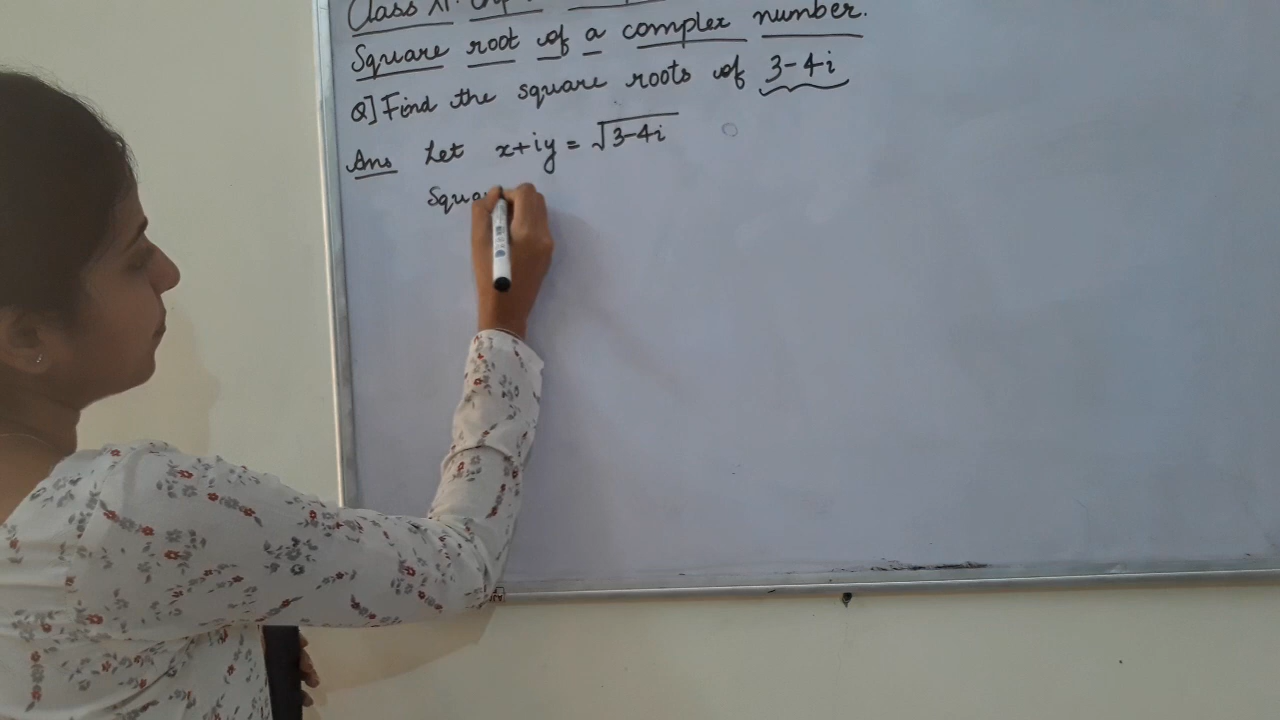 Class XI.
Square root of a complex number.
Q] Find the square roots of 3-4i
Ans Let x+iy = √3-4i
Squa